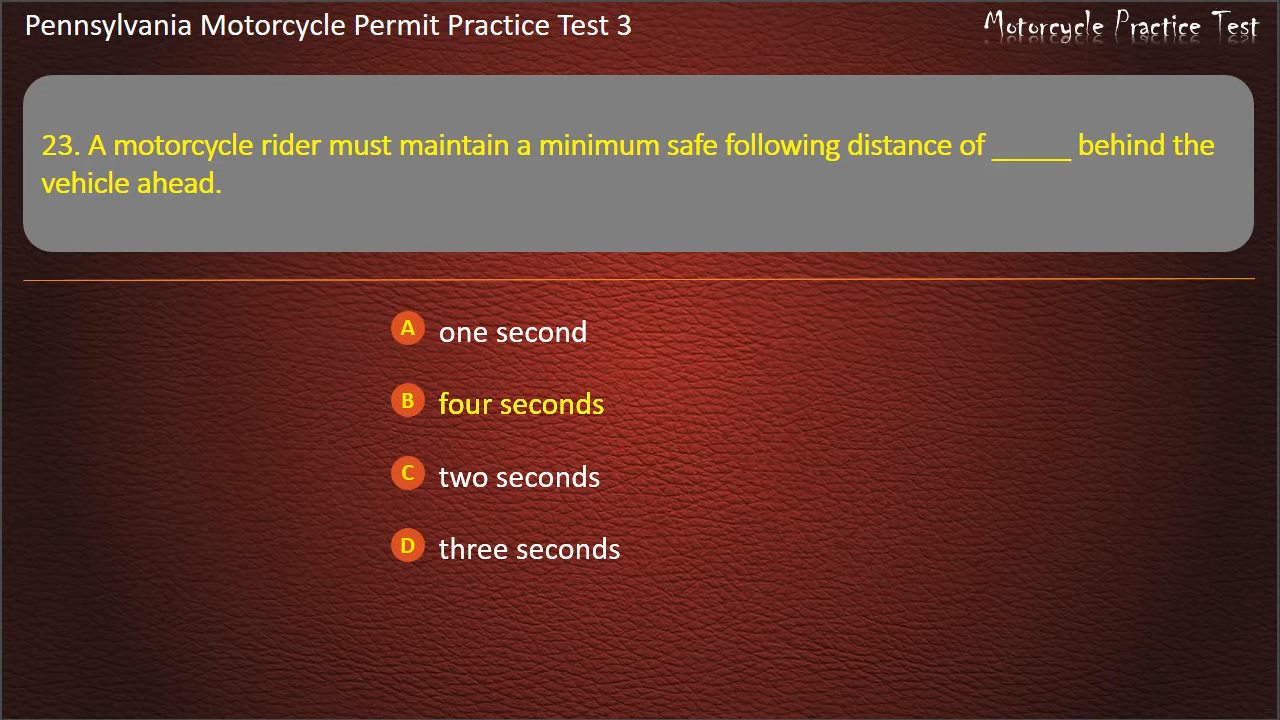 Pennsylvania Motorcycle Permit Practice Test 3
Motorcycle Practice Test
23. A motorcycle rider must maintain a minimum safe following distance of _____ behind the
vehicle ahead.
A one second
B four seconds
C two seconds
D three seconds